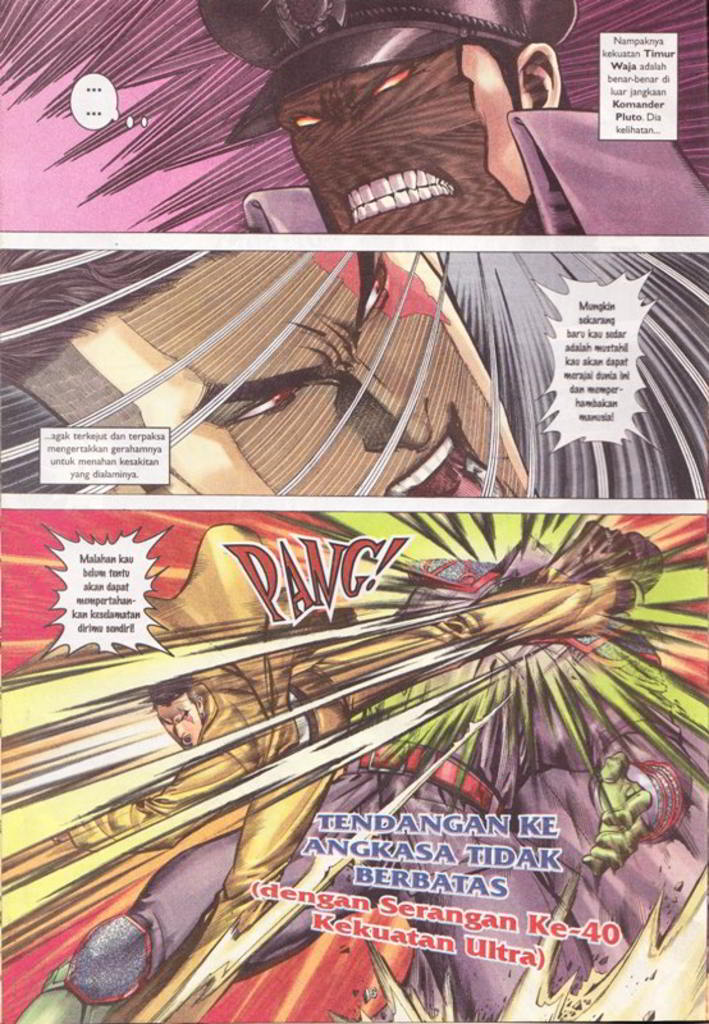 Nampaknya
kekuatan Timur
Waja adalah
benar-benar di
luar jangkaan
Komander
Pluto. Dia
kelihatan...
...
...
Mungkin
sekarang
baru kau sedar
adalah mustahil
kau akan dapat
merajai dunia ini
dan memper-
hambakan
manusia!
...agak terkejut dan terpaksa
mengertakkan gerahamnya
untuk menahan kesakitan
yang dialaminya.
Malahan kau
belum tentu
akan dapat
mempertahan-
kan keselamatan
dirimu sendiri!
PANG!
TENDANGAN KE
ANGKASA TIDAK
BERBATAS
(dengan Serangan Ke-40
Kekuatan Ultra)